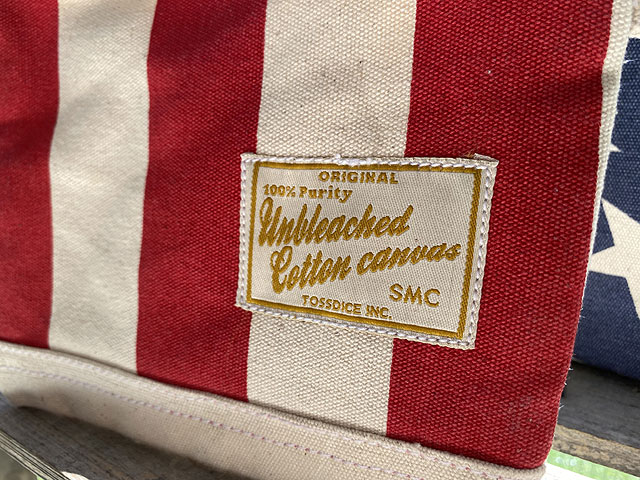 ORIGINAL
100% Purity
Unbleached
Cotton canvas
SMC
TOSSDICE INC.